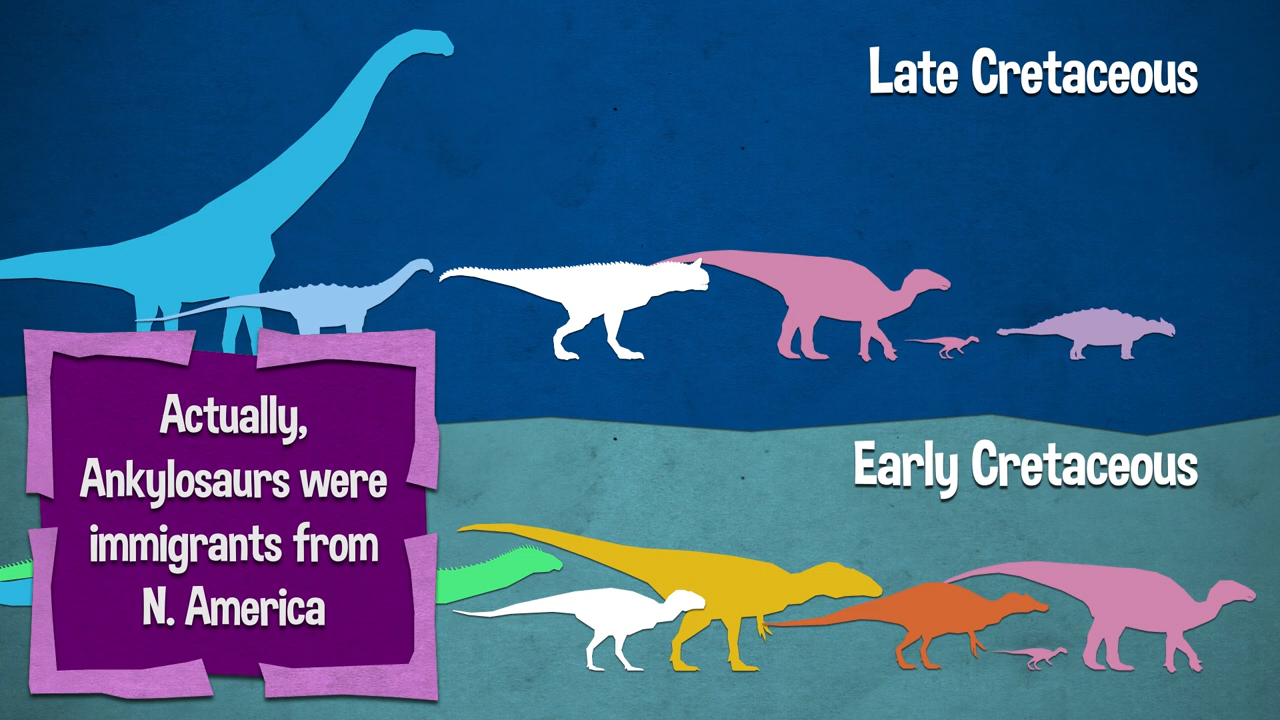 Late Cretaceous
Actually,
Ankylosaurs were
immigrants from
N. America
Early Cretaceous